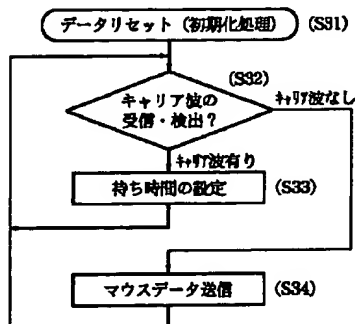 データリセット（初期化処理） （S31）
（S32）
キャリア波の
受信・検出？
ｷｬﾘｱ波なし
ｷｬﾘｱ波有り
待ち時間の設定 （S33）
マウスデータ送信 （S34）